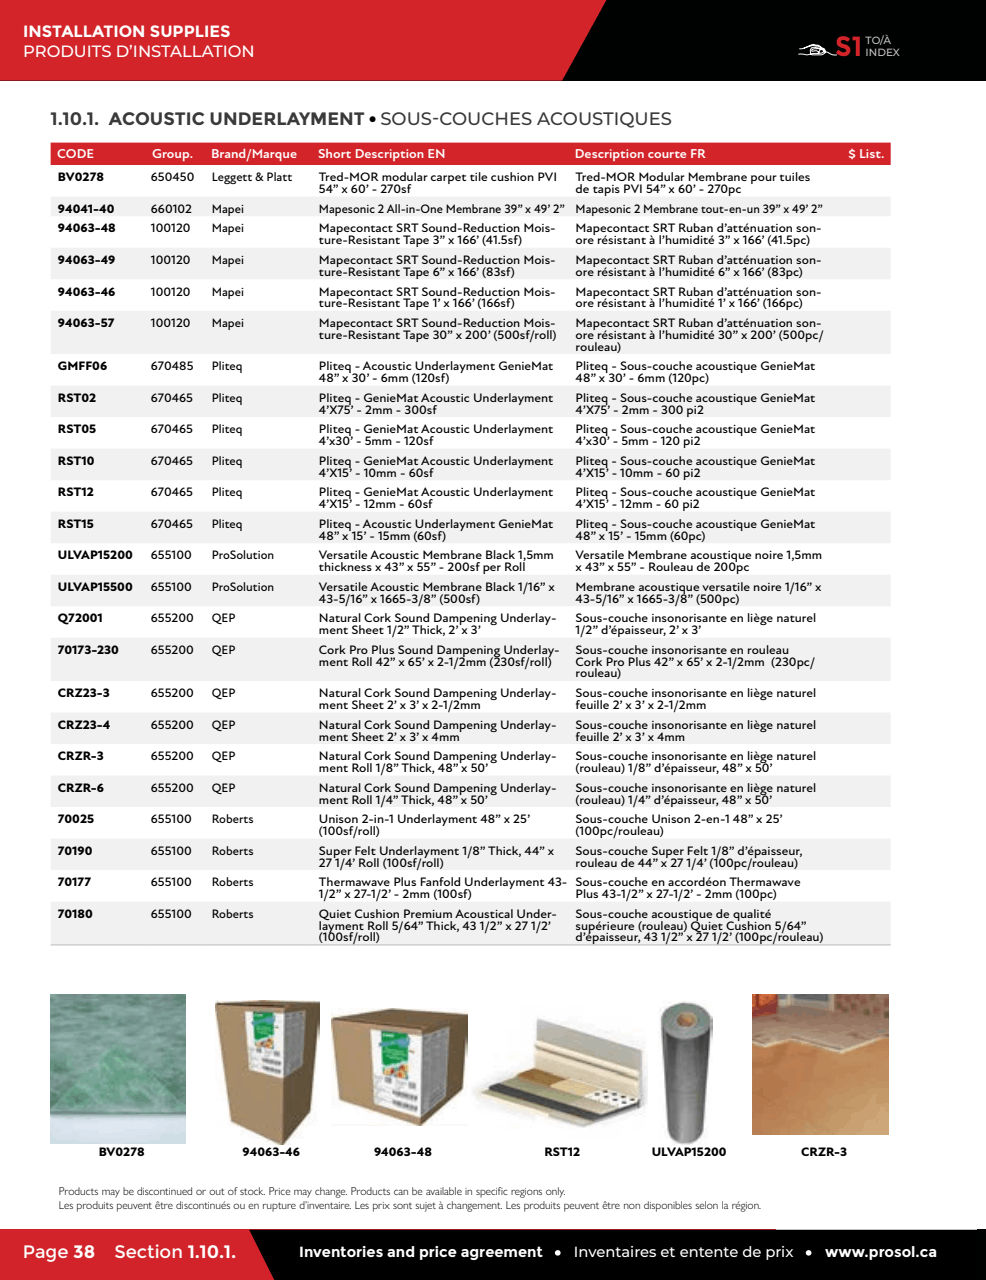 INSTALLATION SUPPLIES
PRODUITS D’INSTALLATION
S1 TO/À
INDEX
1.10.1. ACOUSTIC UNDERLAYMENT • SOUS-COUCHES ACOUSTIQUES
CODE Group. Brand/Marque Short Description EN Description courte FR $ List.
BV0278 650450 Leggett & Platt Tred-MOR modular carpet tile cushion PVI Tred-MOR Modular Membrane pour tuiles
54” x 60’ - 270sf de tapis PVI 54” x 60’ - 270pc
94041-40 660102 Mapei Mapesonic 2 All-in-One Membrane 39” x 49’ 2” Mapesonic 2 Membrane tout-en-un 39” x 49’ 2”
94063-48 100120 Mapei Mapecontact SRT Sound-Reduction Mois- Mapecontact SRT Ruban d’atténuation son-
ture-Resistant Tape 3” x 166’ (41.5sf) ore résistant à l’humidité 3” x 166’ (41.5pc)
94063-49 100120 Mapei Mapecontact SRT Sound-Reduction Mois- Mapecontact SRT Ruban d’atténuation son-
ture-Resistant Tape 6” x 166’ (83sf) ore résistant à l’humidité 6” x 166’ (83pc)
94063-46 100120 Mapei Mapecontact SRT Sound-Reduction Mois- Mapecontact SRT Ruban d’atténuation son-
ture-Resistant Tape 1’ x 166’ (166sf) ore résistant à l’humidité 1’ x 166’ (166pc)
94063-57 100120 Mapei Mapecontact SRT Sound-Reduction Mois- Mapecontact SRT Ruban d’atténuation son-
ture-Resistant Tape 30” x 200’ (500sf/roll) ore résistant à l’humidité 30” x 200’ (500pc/
rouleau)
GMFF06 670485 Pliteq Pliteq - Acoustic Underlayment GenieMat Pliteq - Sous-couche acoustique GenieMat
48” x 30’ - 6mm (120sf) 48” x 30’ - 6mm (120pc)
RST02 670465 Pliteq Pliteq - GenieMat Acoustic Underlayment Pliteq - Sous-couche acoustique GenieMat
4’X75’ - 2mm - 300sf 4’X75’ - 2mm - 300 pi2
RST05 670465 Pliteq Pliteq - GenieMat Acoustic Underlayment Pliteq - Sous-couche acoustique GenieMat
4’x30’ - 5mm - 120sf 4’x30’ - 5mm - 120 pi2
RST10 670465 Pliteq Pliteq - GenieMat Acoustic Underlayment Pliteq - Sous-couche acoustique GenieMat
4’X15’ - 10mm - 60sf 4’X15’ - 10mm - 60 pi2
RST12 670465 Pliteq Pliteq - GenieMat Acoustic Underlayment Pliteq - Sous-couche acoustique GenieMat
4’X15’ - 12mm - 60sf 4’X15’ - 12mm - 60 pi2
RST15 670465 Pliteq Pliteq - Acoustic Underlayment GenieMat Pliteq - Sous-couche acoustique GenieMat
48” x 15’ - 15mm (60sf) 48” x 15’ - 15mm (60pc)
ULVAP15200 655100 ProSolution Versatile Acoustic Membrane Black 1,5mm Versatile Membrane acoustique noire 1,5mm
thickness x 43” x 55” - 200sf per Roll x 43” x 55” - Rouleau de 200pc
ULVAP15500 655100 ProSolution Versatile Acoustic Membrane Black 1/16” x Membrane acoustique versatile noire 1/16” x
43-5/16” x 1665-3/8” (500sf) 43-5/16” x 1665-3/8” (500pc)
Q72001 655200 QEP Natural Cork Sound Dampening Underlay- Sous-couche insonorisante en liège naturel
ment Sheet 1/2” Thick, 2’ x 3’ 1/2” d’épaisseur, 2’ x 3’
70173-230 655200 QEP Cork Pro Plus Sound Dampening Underlay- Sous-couche insonorisante en rouleau
ment Roll 42” x 65’ x 2-1/2mm (230sf/roll) Cork Pro Plus 42” x 65’ x 2-1/2mm (230pc/
rouleau)
CRZ23-3 655200 QEP Natural Cork Sound Dampening Underlay- Sous-couche insonorisante en liège naturel
ment Sheet 2’ x 3’ x 2-1/2mm feuille 2’ x 3’ x 2-1/2mm
CRZ23-4 655200 QEP Natural Cork Sound Dampening Underlay- Sous-couche insonorisante en liège naturel
ment Sheet 2’ x 3’ x 4mm feuille 2’ x 3’ x 4mm
CRZR-3 655200 QEP Natural Cork Sound Dampening Underlay- Sous-couche insonorisante en liège naturel
ment Roll 1/8” Thick, 48” x 50’ (rouleau) 1/8” d’épaisseur, 48” x 50’
CRZR-6 655200 QEP Natural Cork Sound Dampening Underlay- Sous-couche insonorisante en liège naturel
ment Roll 1/4” Thick, 48” x 50’ (rouleau) 1/4” d’épaisseur, 48” x 50’
70025 655100 Roberts Unison 2-in-1 Underlayment 48” x 25’ Sous-couche Unison 2-en-1 48” x 25’
(100sf/roll) (100pc/rouleau)
70190 655100 Roberts Super Felt Underlayment 1/8” Thick, 44” x Sous-couche Super Felt 1/8” d’épaisseur,
27 1/4’ Roll (100sf/roll) rouleau de 44” x 27 1/4’ (100pc/rouleau)
70177 655100 Roberts Thermawave Plus Fanfold Underlayment 43- Sous-couche en accordéon Thermawave
1/2” x 27-1/2’ - 2mm (100sf) Plus 43-1/2” x 27-1/2’ - 2mm (100pc)
70180 655100 Roberts Quiet Cushion Premium Acoustical Under- Sous-couche acoustique de qualité
layment Roll 5/64” Thick, 43 1/2” x 27 1/2’ supérieure (rouleau) Quiet Cushion 5/64”
(100sf/roll) d’épaisseur, 43 1/2” x 27 1/2’ (100pc/rouleau)
BV0278 94063-46 94063-48 RST12 ULVAP15200 CRZR-3
Products may be discontinued or out of stock. Price may change. Products can be available in specific regions only.
Les produits peuvent être discontinués ou en rupture d’inventaire. Les prix sont sujet à changement. Les produits peuvent être non disponibles selon la région.
Page 38 Section 1.10.1. Inventories and price agreement • Inventaires et entente de prix • www.prosol.ca